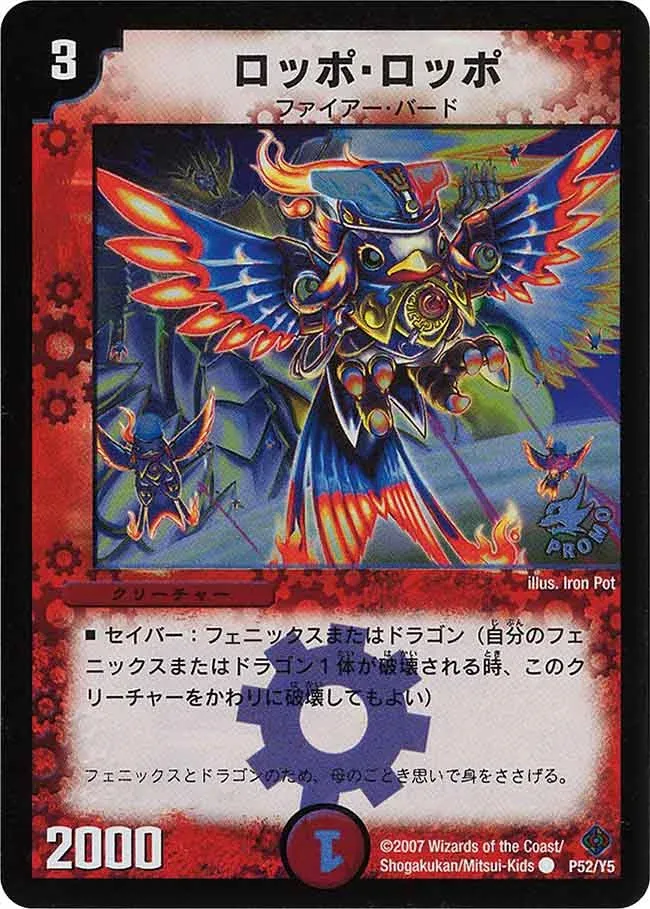 3
ロッポ・ロッポ
ファイアー・バード
PROMO
illus. Iron Pot
クリーチャー
■ セイバー：フェニックスまたはドラゴン（自分のフェ
ニックスまたはドラゴン1体が破壊される時、このク
リーチャーをかわりに破壊してもよい）
フェニックスとドラゴンのため、母のごとき思いで身をささげる。
2000
1
©2007 Wizards of the Coast/
Shogakukan/Mitsui-Kids
P52/Y5